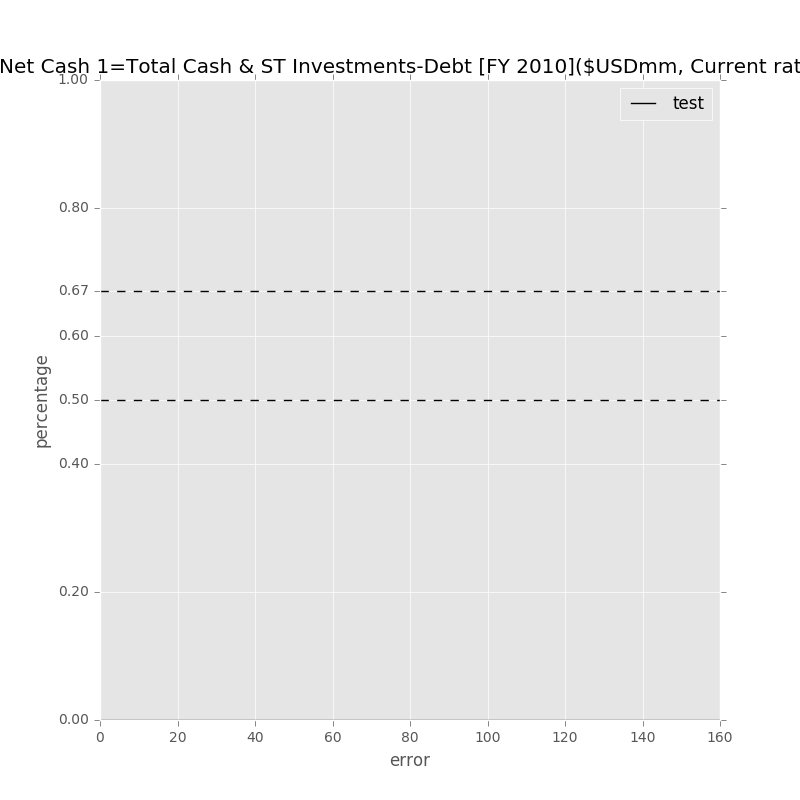 Net Cash 1=Total Cash & ST Investments-Debt [FY 2010]($USDmm, Current rat
test
1.00
0.80
0.67
0.60
0.50
0.40
0.20
0.00
percentage
0 20 40 60 80 100 120 140 160
error